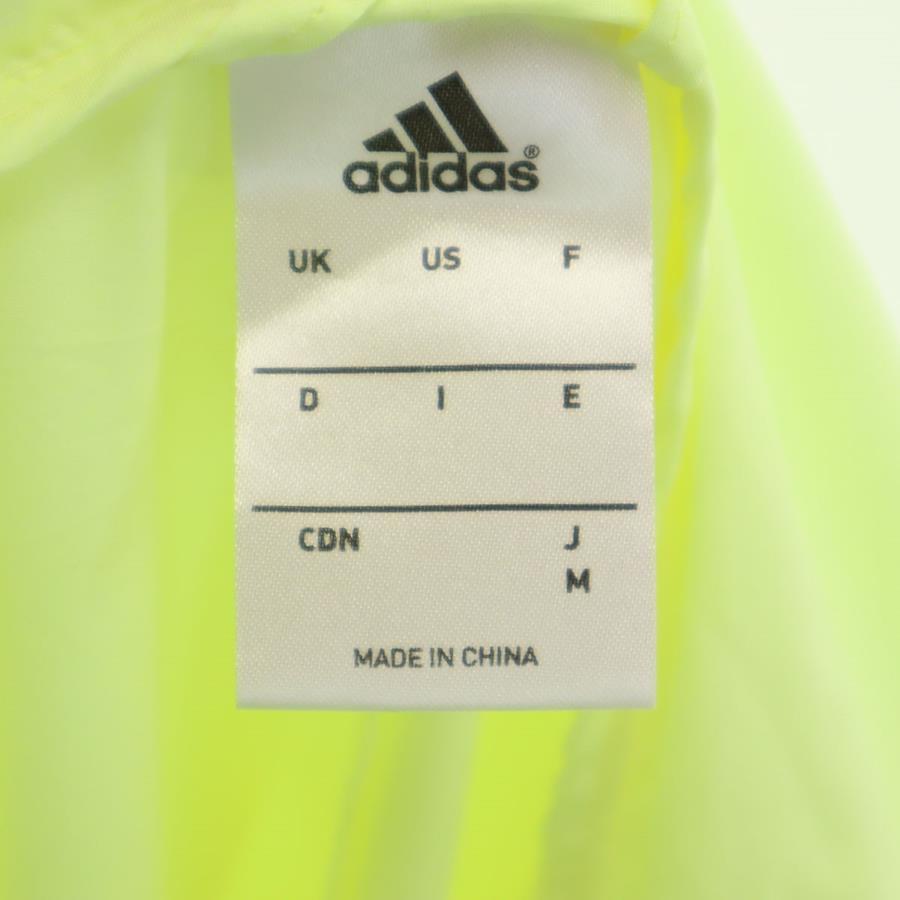 adidas®
UK US F
D I E
CDN J
M
MADE IN CHINA